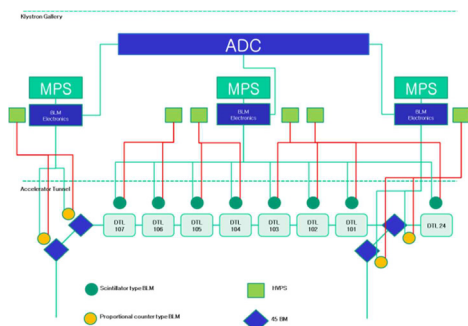 Klystron Gallery
ADC
MPS
MPS
MPS
BLM
Electronics
BLM
Electronics
BLM
Electronics
Accelerator Tunnel
DTL
107
DTL
106
DTL
105
DTL
104
DTL
103
DTL
102
DTL
101
DTL 24
Scintillator type BLM
HVPS
Proportional counter type BLM
45 BM